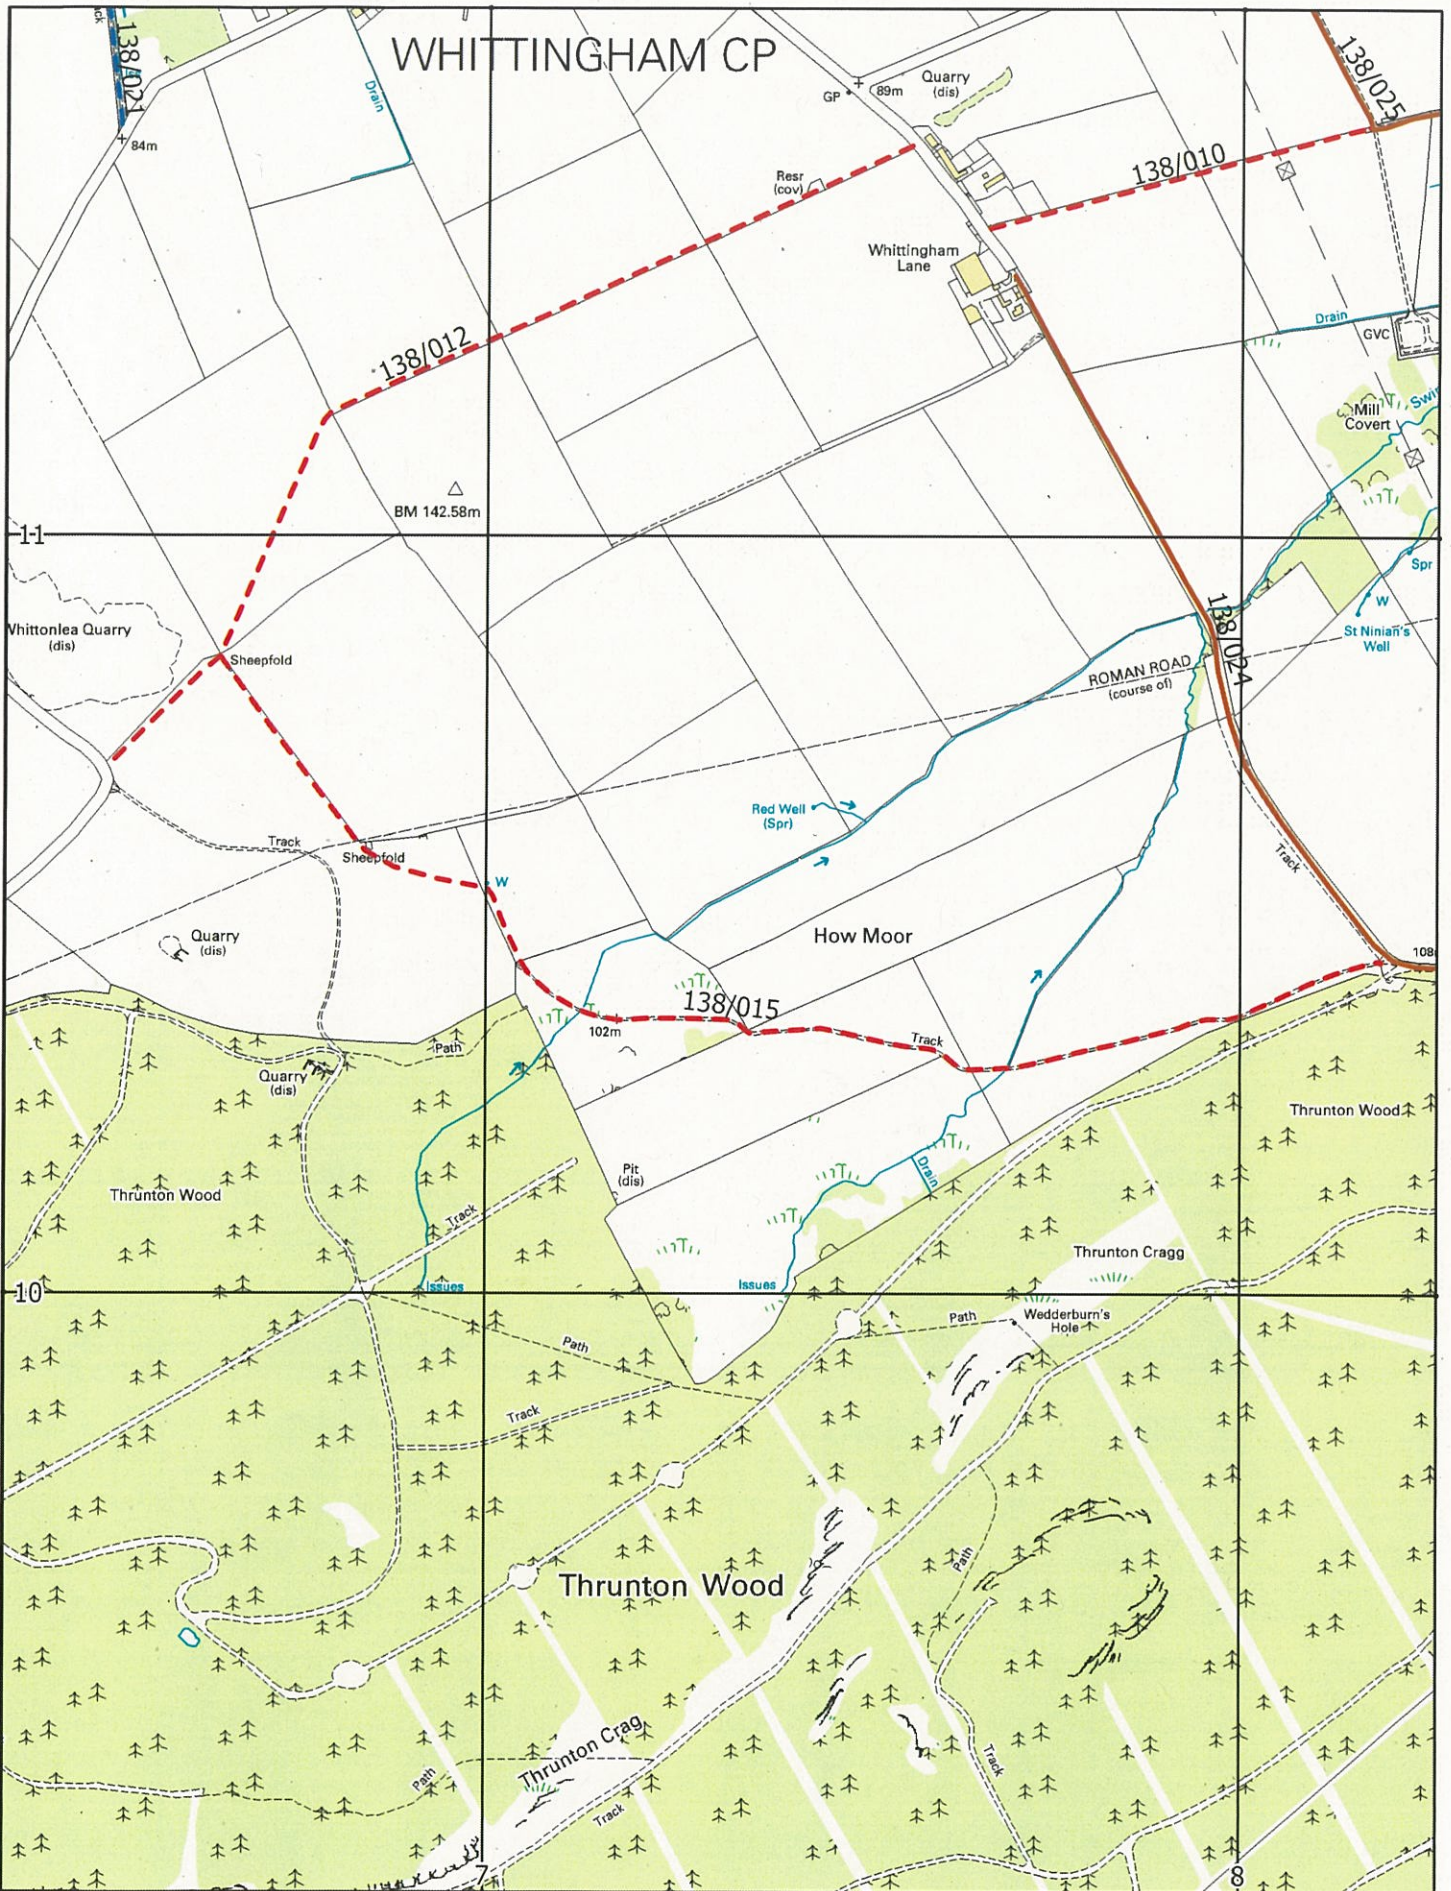 WHITTINGHAM CP
138/021
84m
Drain
GP
89m
Quarry
(dis)
138/025
138/010
Resr
(cov)
Whittingham
Lane
138/012
Drain
GVC
Mill
Covert
BM 142.58m
11
Spr
W
St Ninian's
Well
138/024
Sheepfold
(dis)
ROMAN ROAD
(course of)
Red Well
(Spr)
Track
Sheepfold
Track
W
Quarry
(dis)
How Moor
138/015
102m
Track
Path
Quarry
(dis)
Thrunton Wood
Pit
(dis)
Drain
Thrunton Wood
Track
Thrunton Cragg
10
Issues
Issues
Path
Path
Wedderburn's
Hole
Track
Thrunton Wood
Path
Thrunton Crag
Path
Track
Track
7
8